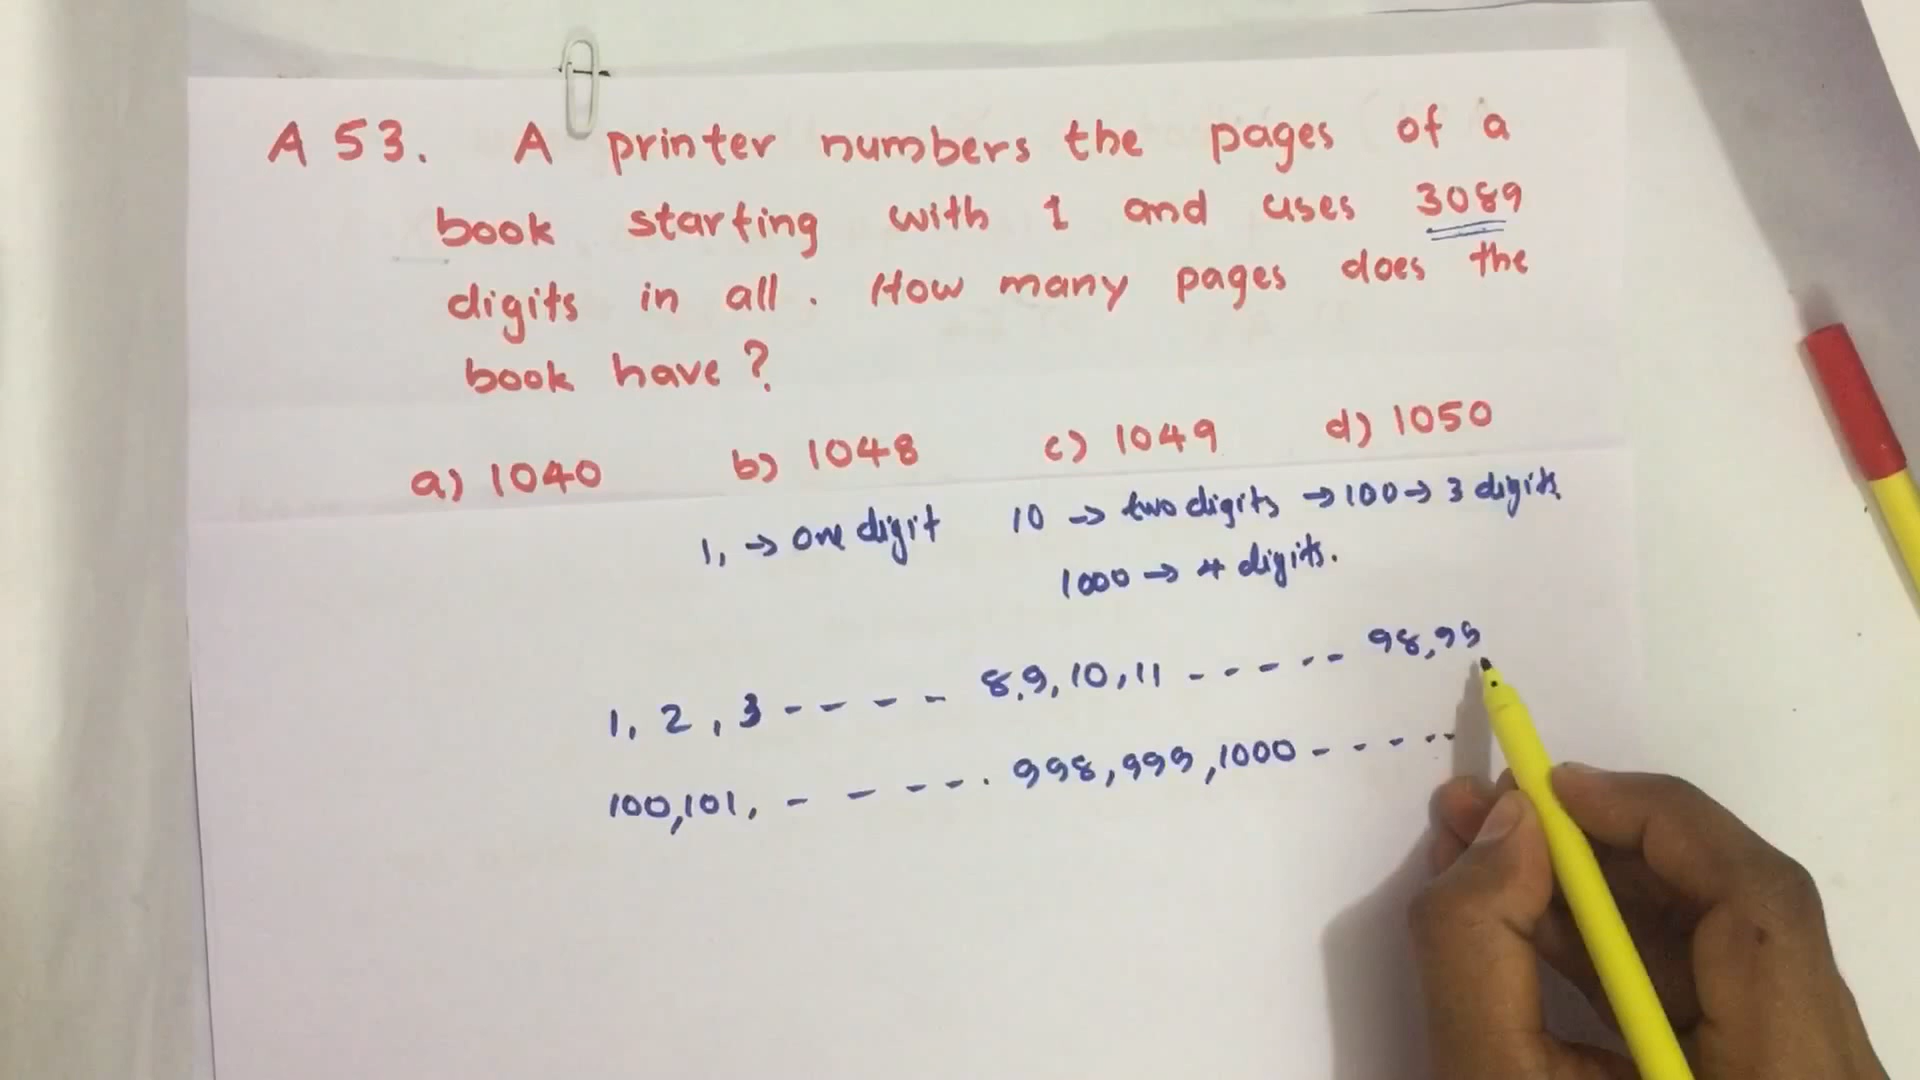 A 53. A printer numbers the pages of a
book starting with 1 and uses 3089
digits in all. How many pages does the
book have?
a) 1040 b) 1048 c) 1049 d) 1050
1, → one digit 10 → two digits → 100 → 3 digits
1000 → 4 digits.
1, 2, 3 - - - - - 8,9,10,11 - - - - - - 98,99
100,101, - - - - - . 998,999,1000 - - - - -